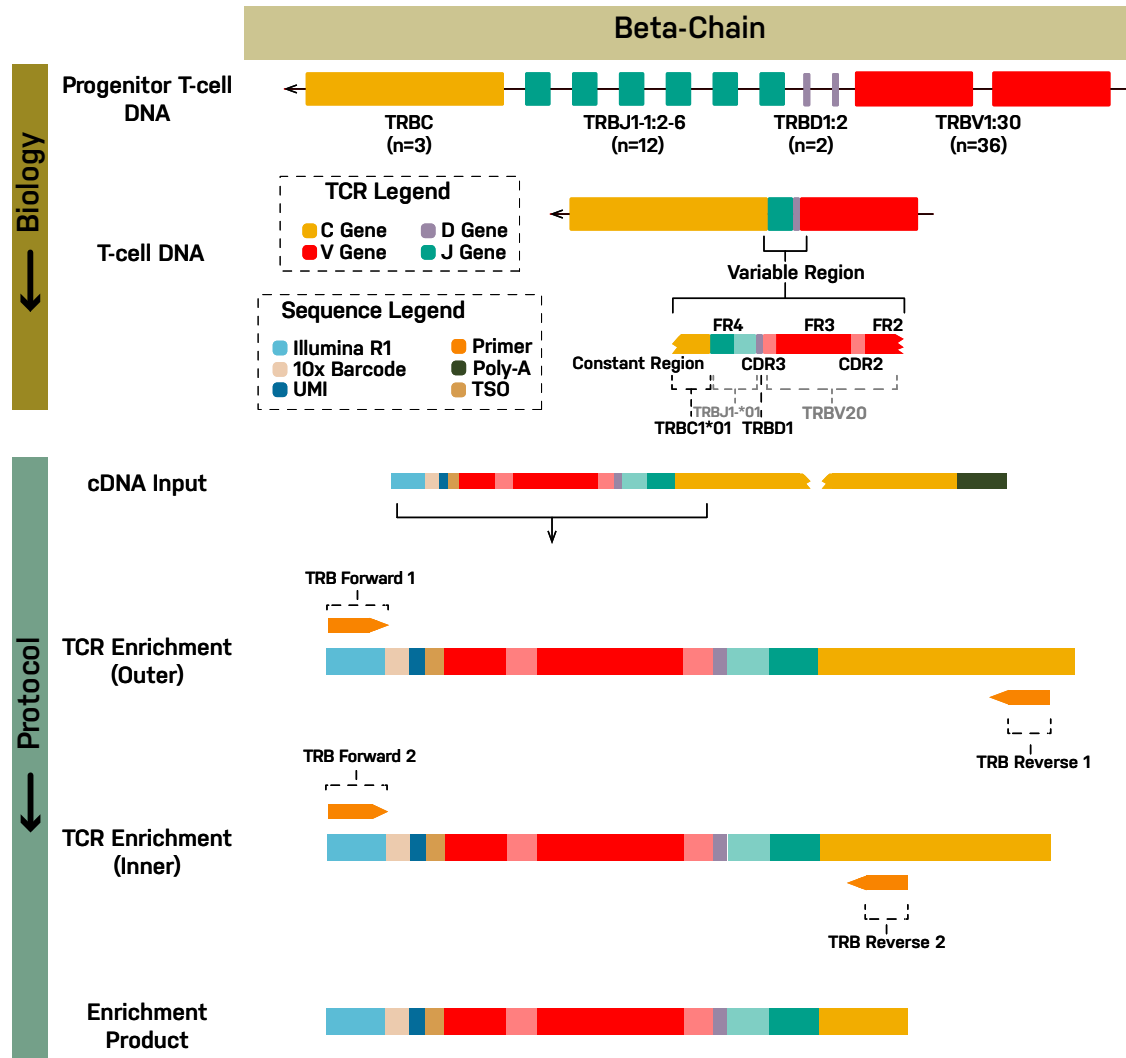 Beta-Chain
Biology
Progenitor T-cell
DNA
TRBC
(n=3)
TRBJ1-1:2-6
(n=12)
TRBD1:2
(n=2)
TRBV1:30
(n=36)
TCR Legend
C Gene
D Gene
V Gene
J Gene
T-cell DNA
Variable Region
Sequence Legend
Illumina R1
Primer
10x Barcode
Poly-A
UMI
TSO
FR4
FR3
FR2
Constant Region
CDR3
CDR2
TRBJ1-*01
TRBV20
TRBC1*01
TRBD1
Protocol
cDNA Input
TRB Forward 1
TCR Enrichment
(Outer)
TRB Reverse 1
TRB Forward 2
TCR Enrichment
(Inner)
TRB Reverse 2
Enrichment
Product